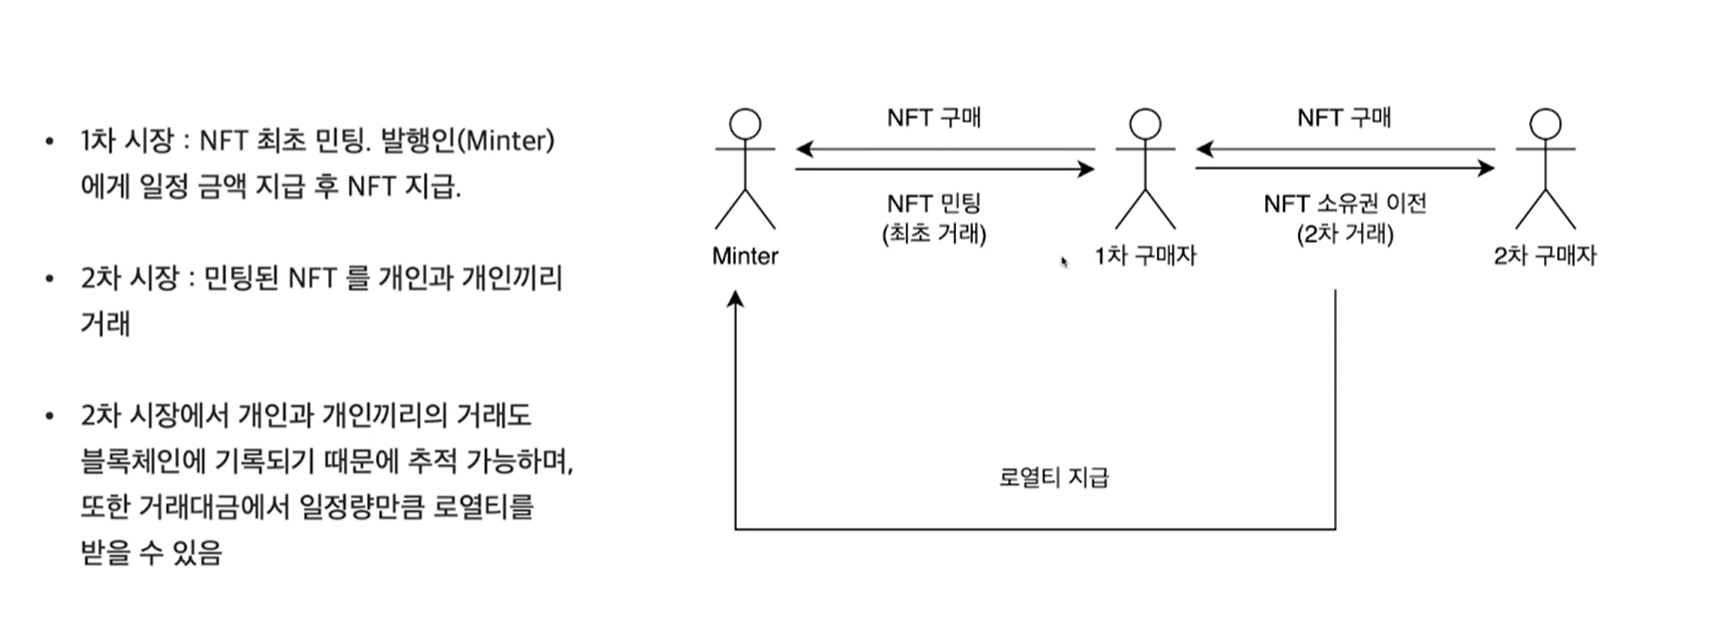 • 1차 시장 : NFT 최초 민팅. 발행인(Minter)
에게 일정 금액 지급 후 NFT 지급.
• 2차 시장 : 민팅된 NFT 를 개인과 개인끼리
거래
• 2차 시장에서 개인과 개인끼리의 거래도
블록체인에 기록되기 때문에 추적 가능하며,
또한 거래대금에서 일정량만큼 로열티를
받을 수 있음
NFT 구매
NFT 민팅
(최초 거래)
NFT 구매
NFT 소유권 이전
(2차 거래)
Minter
1차 구매자
2차 구매자
로열티 지급